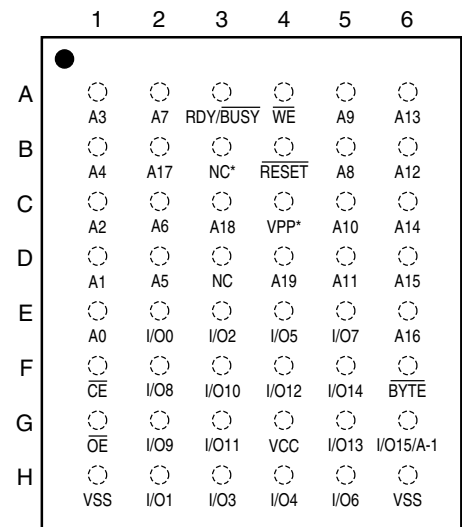 1 2 3 4 5 6
A
A3 A7 RDY/BUSY WE A9 A13
B
A4 A17 NC* RESET A8 A12
C
A2 A6 A18 VPP* A10 A14
D
A1 A5 NC A19 A11 A15
E
A0 I/O0 I/O2 I/O5 I/O7 A16
F
CE I/O8 I/O10 I/O12 I/O14 BYTE
G
OE I/O9 I/O11 VCC I/O13 I/O15/A-1
H
VSS I/O1 I/O3 I/O4 I/O6 VSS